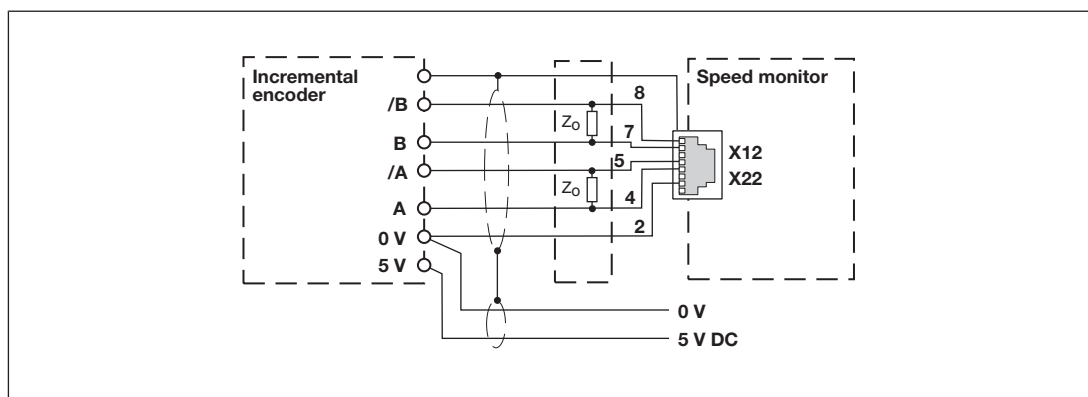 Incremental
encoder
Speed monitor
/B
8
Z₀
B
7
X12
/A
5
X22
Z₀
A
4
0 V
2
5 V
0 V
5 V DC